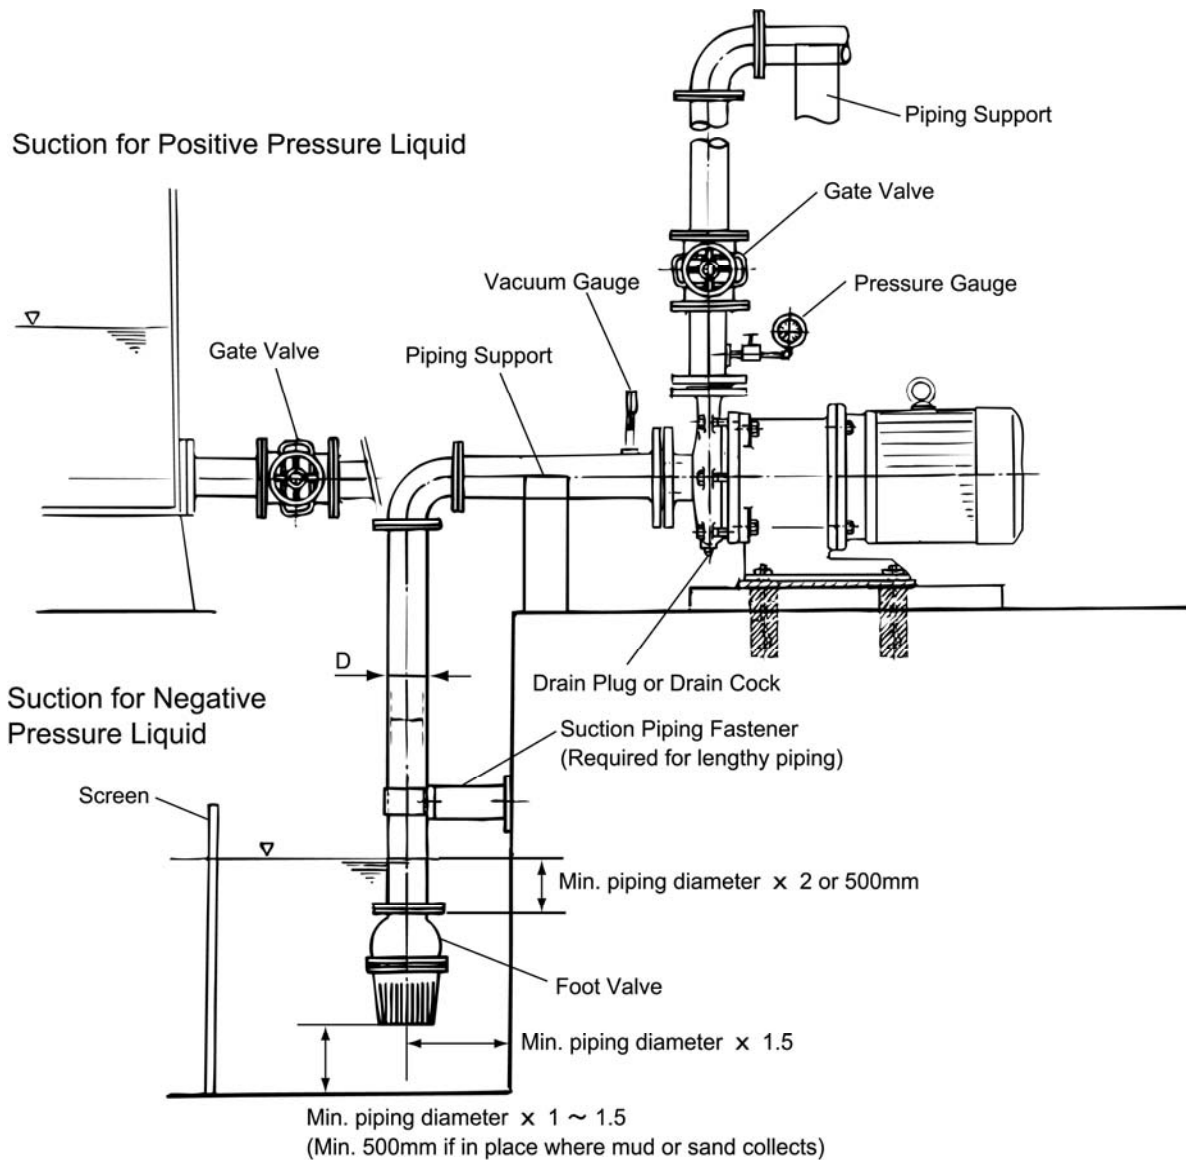 Piping Support
Suction for Positive Pressure Liquid
Gate Valve
Vacuum Gauge
Pressure Gauge
Gate Valve
Piping Support
D
Drain Plug or Drain Cock
Suction for Negative
Pressure Liquid
Suction Piping Fastener
(Required for lengthy piping)
Screen
Min. piping diameter x 2 or 500mm
Foot Valve
Min. piping diameter x 1.5
Min. piping diameter x 1 ~ 1.5
(Min. 500mm if in place where mud or sand collects)